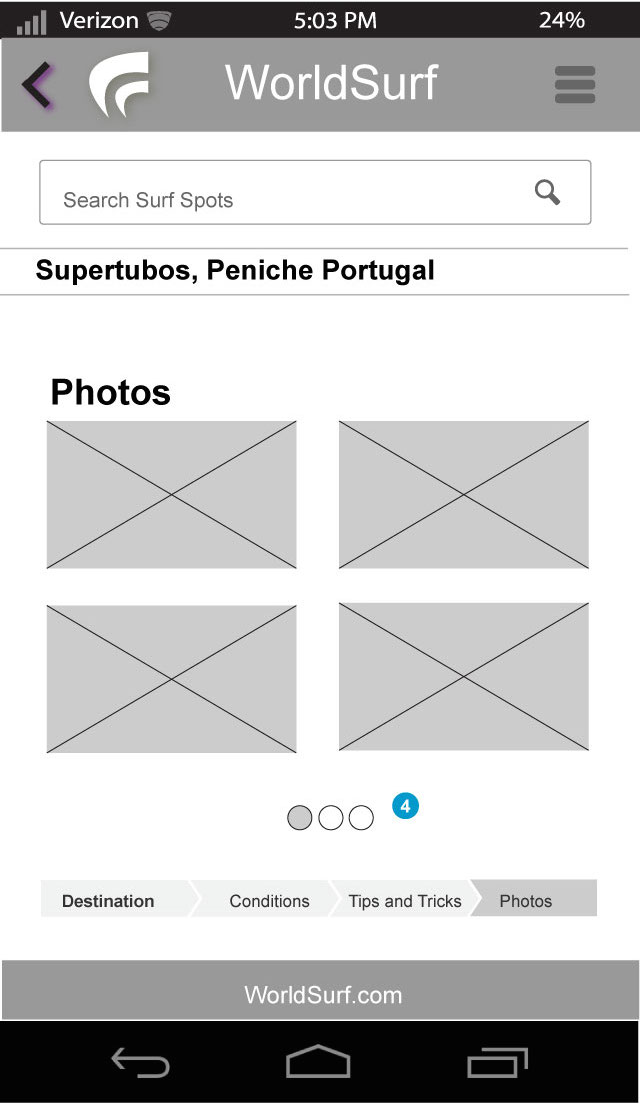 Verizon 5:03 PM 24%
WorldSurf
Search Surf Spots
Supertubos, Peniche Portugal
Photos
4
Destination Conditions Tips and Tricks Photos
WorldSurf.com